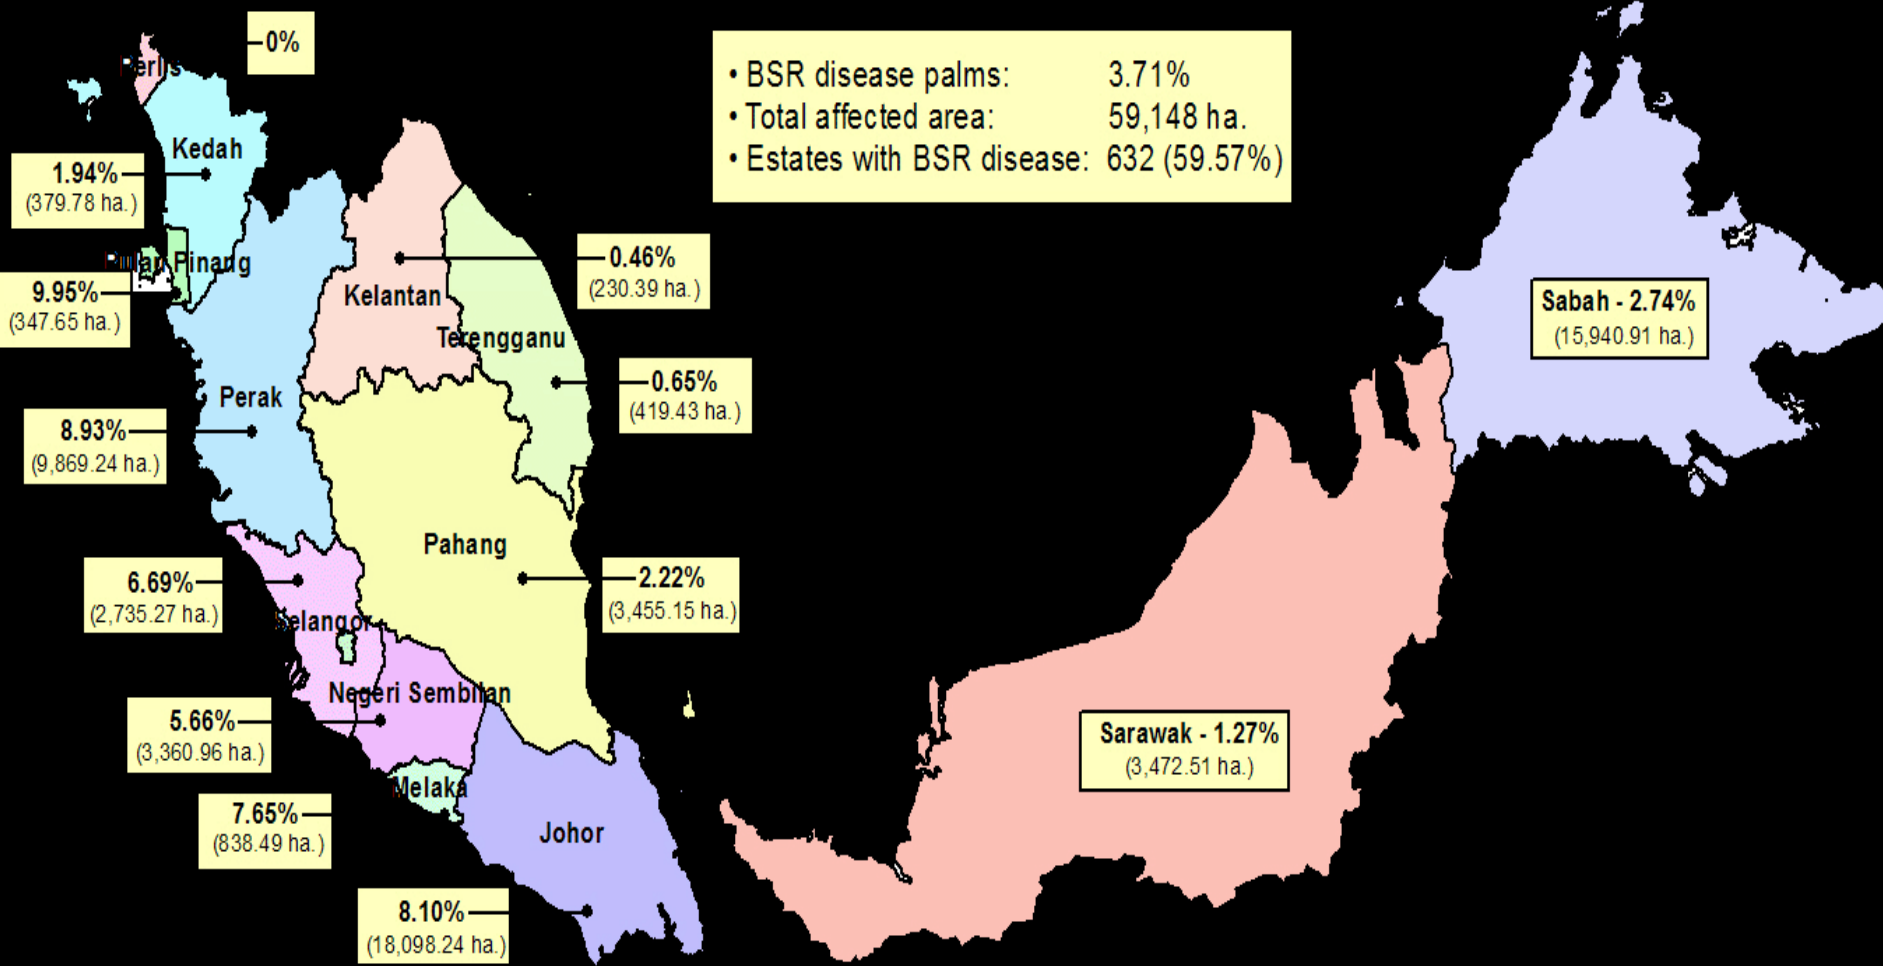 0%
• BSR disease palms: 3.71%
• Total affected area: 59,148 ha.
• Estates with BSR disease: 632 (59.57%)
Perlis
Kedah
1.94%
(379.78 ha.)
Pulau Pinang
9.95%
(347.65 ha.)
0.46%
(230.39 ha.)
Kelantan
Terengganu
0.65%
(419.43 ha.)
Perak
8.93%
(9,869.24 ha.)
Sabah - 2.74%
(15,940.91 ha.)
Pahang
2.22%
(3,455.15 ha.)
6.69%
(2,735.27 ha.)
Selangor
Negeri Sembilan
5.66%
(3,360.96 ha.)
Sarawak - 1.27%
(3,472.51 ha.)
Melaka
7.65%
(838.49 ha.)
Johor
8.10%
(18,098.24 ha.)